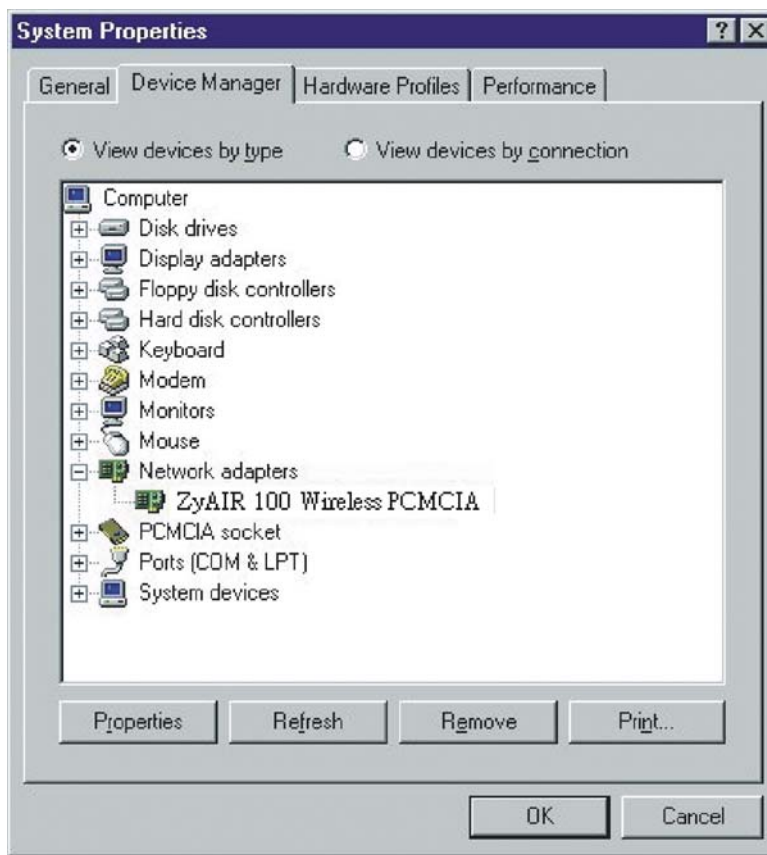 System Properties
General Device Manager Hardware Profiles Performance
View devices by type View devices by connection
Computer
Disk drives
Display adapters
Floppy disk controllers
Hard disk controllers
Keyboard
Modem
Monitors
Mouse
Network adapters
ZyAIR 100 Wireless PCMCIA
PCMCIA socket
Ports (COM & LPT)
System devices
Properties Refresh Remove Print...
OK Cancel